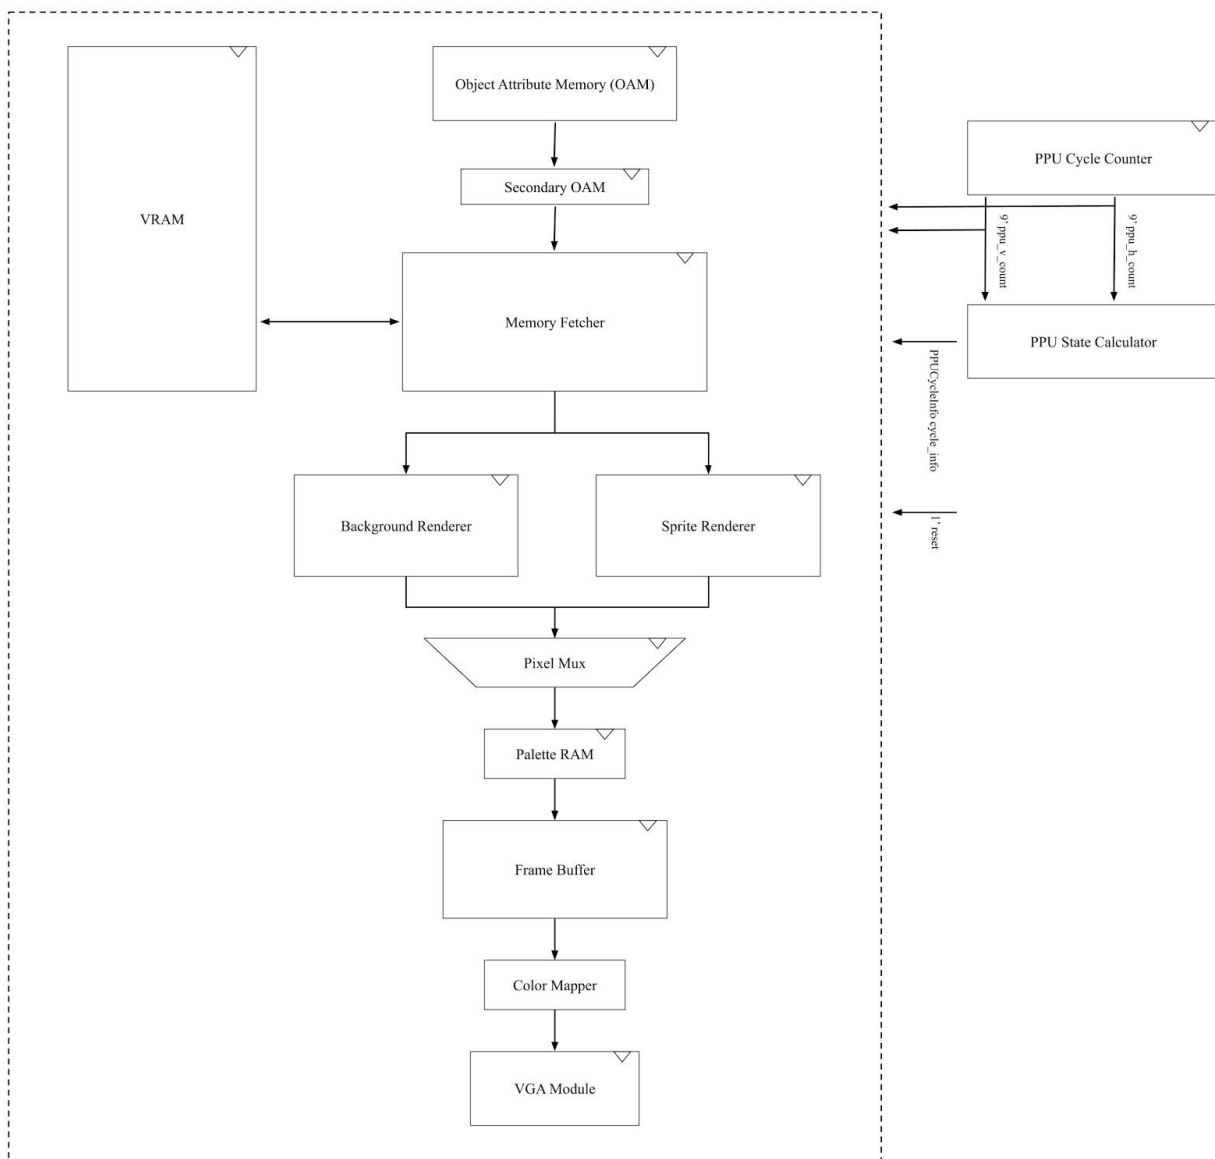 Object Attribute Memory (OAM)
PPU Cycle Counter
Secondary OAM
VRAM
9' ppu_v_count
9' ppu_h_count
Memory Fetcher
PPU State Calculator
PPUCycleInfo cycle_info
Background Renderer
Sprite Renderer
1' reset
Pixel Mux
Palette RAM
Frame Buffer
Color Mapper
VGA Module